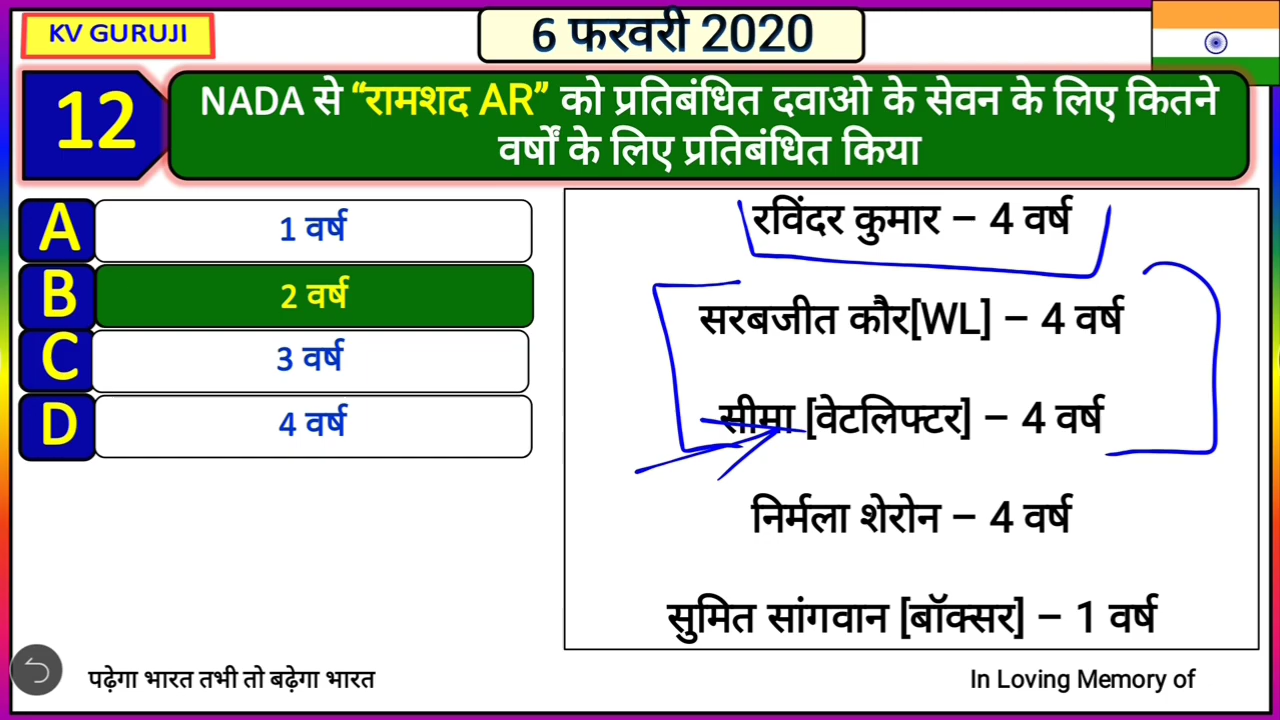 KV GURUJI
6 फरवरी 2020
12
NADA से “रामशद AR” को प्रतिबंधित दवाओ के सेवन के लिए कितने
वर्षों के लिए प्रतिबंधित किया
A 1 वर्ष
B 2 वर्ष
C 3 वर्ष
D 4 वर्ष
रविंदर कुमार – 4 वर्ष
सरबजीत कौर[WL] – 4 वर्ष
सीमा [वेटलिफ्टर] – 4 वर्ष
निर्मला शेरोन – 4 वर्ष
सुमित सांगवान [बॉक्सर] – 1 वर्ष
पढ़ेगा भारत तभी तो बढ़ेगा भारत
In Loving Memory of